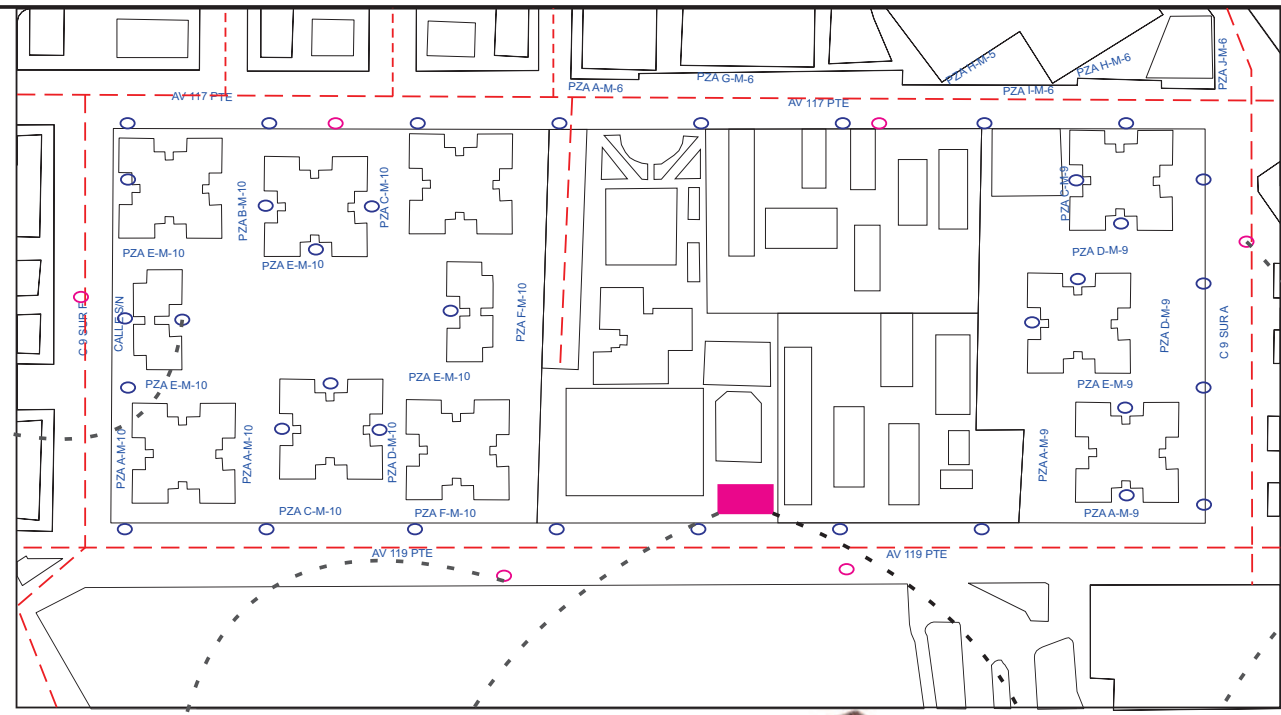 PZA J-M-6
PZA H-M-5
PZA H-M-6
PZA G-M-6
PZA A-M-6
PZA I-M-6
AV 117 PTE
AV 117 PTE
PZA B-M-10
PZA C-M-10
PZA C-M-9
PZA E-M-10
PZA E-M-10
PZA D-M-9
C 9 SUR F
CALLE S/N
PZA F-M-10
PZA D-M-9
C 9 SUR A
PZA E-M-10
PZA E-M-10
PZA E-M-9
PZA A-M-10
PZA A-M-10
PZA D-M-10
PZA A-M-9
PZA C-M-10
PZA F-M-10
PZA A-M-9
AV 119 PTE
AV 119 PTE